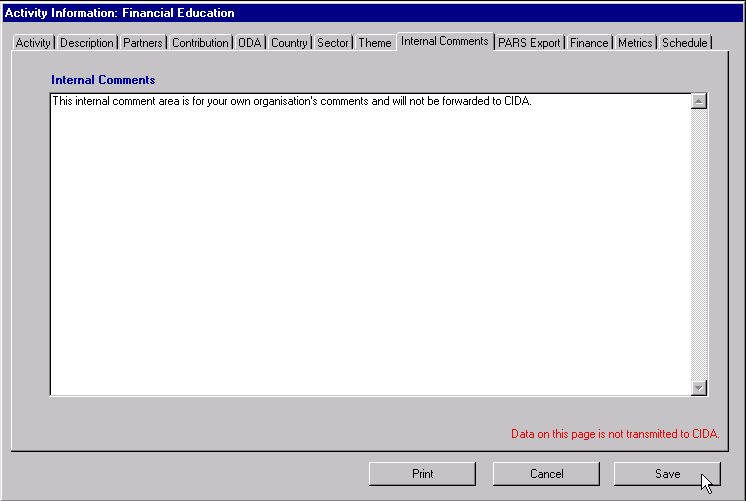 Activity Information: Financial Education
Activity Description Partners Contribution ODA Country Sector Theme Internal Comments PARS Export Finance Metrics Schedule
Internal Comments
This internal comment area is for your own organisation's comments and will not be forwarded to CIDA.
Data on this page is not transmitted to CIDA.
Print Cancel Save